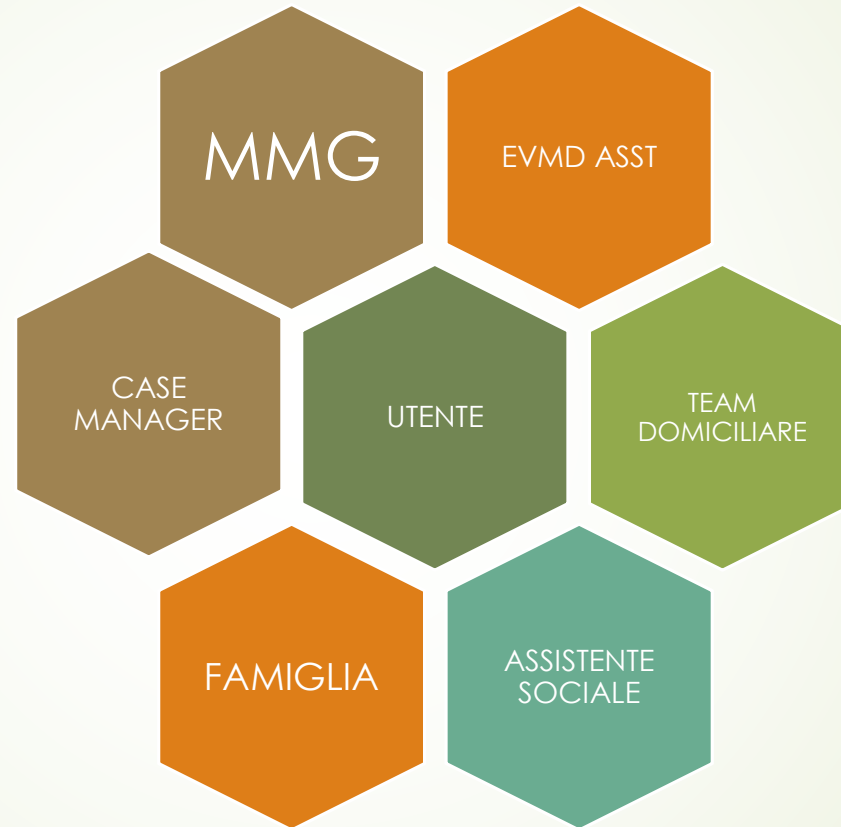 MMG
EVMD ASST
CASE
MANAGER
UTENTE
TEAM
DOMICILIARE
FAMIGLIA
ASSISTENTE
SOCIALE